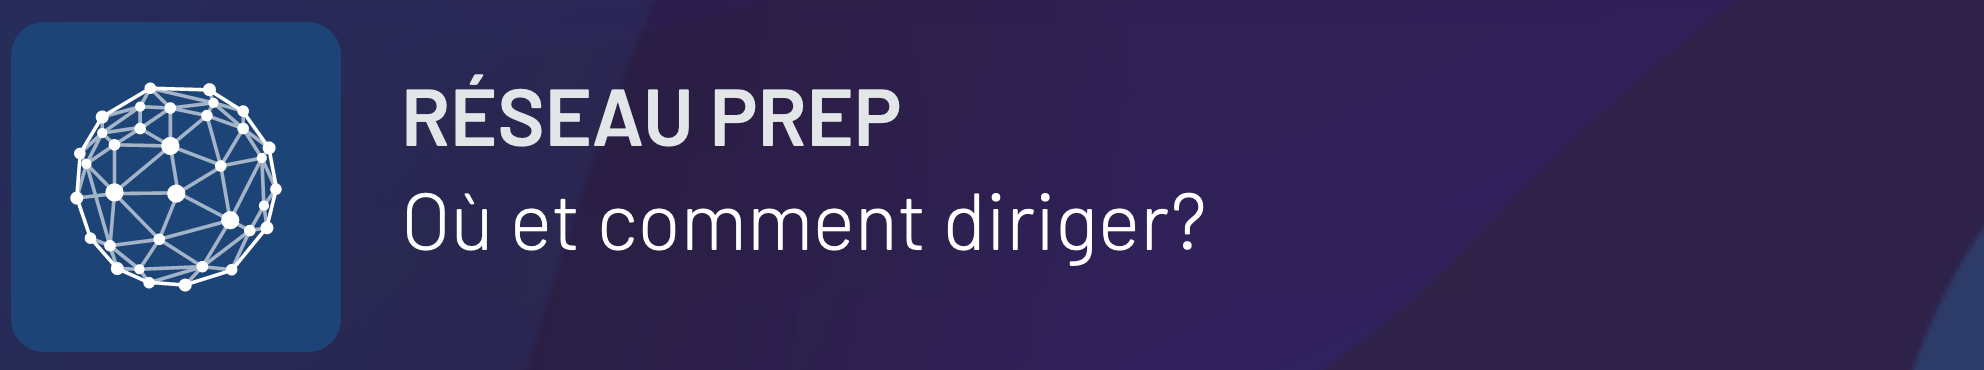 RÉSEAU PREP
Où et comment diriger?